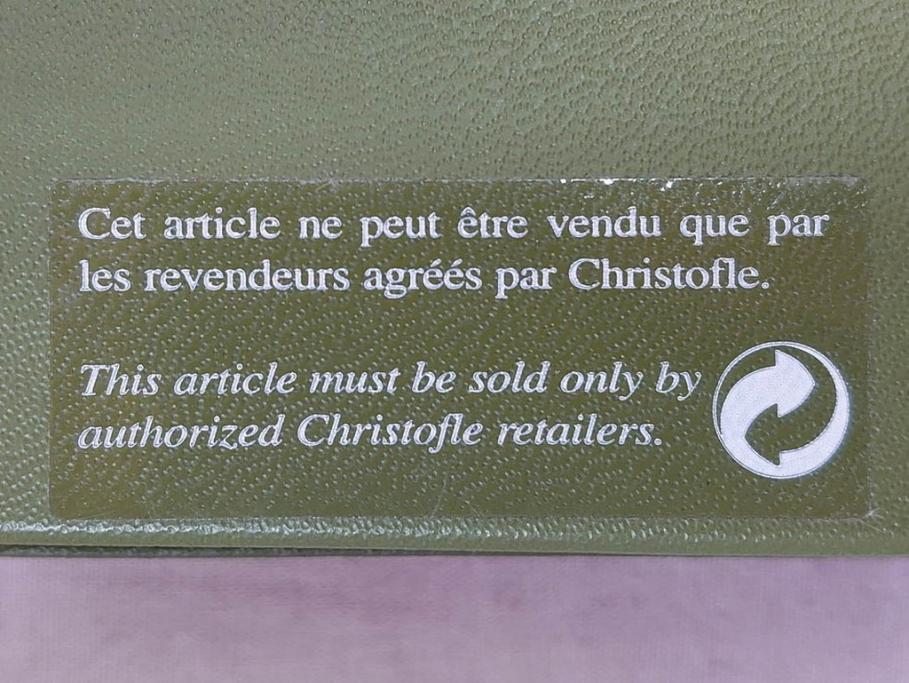 Cet article ne peut être vendu que par
les revendeurs agréés par Christofle.
This article must be sold only by
authorized Christofle retailers.